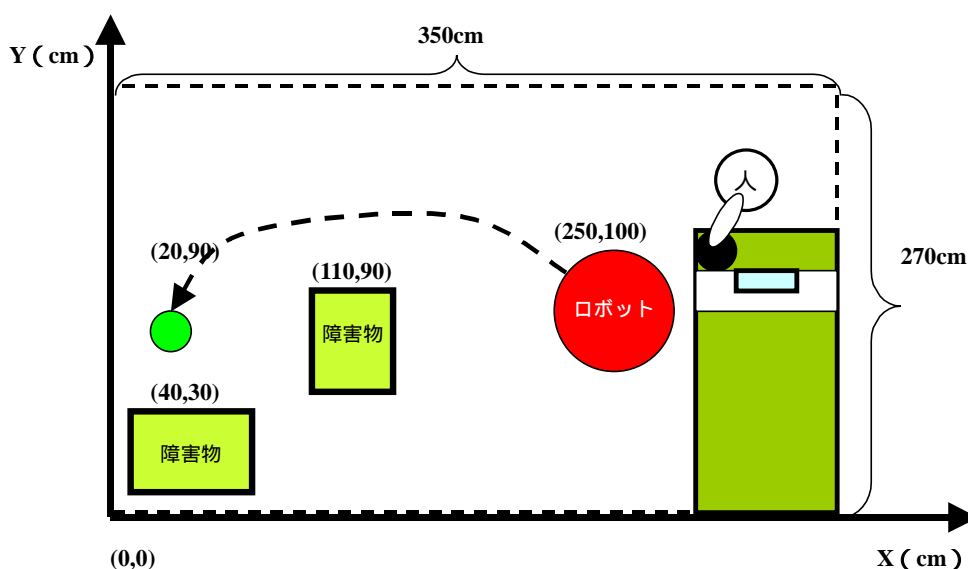 350cm
Y(cm)
人
(20,90)
(250,100)
(110,90)
270cm
ロボット
障害物
(40,30)
障害物
(0,0)
X(cm)